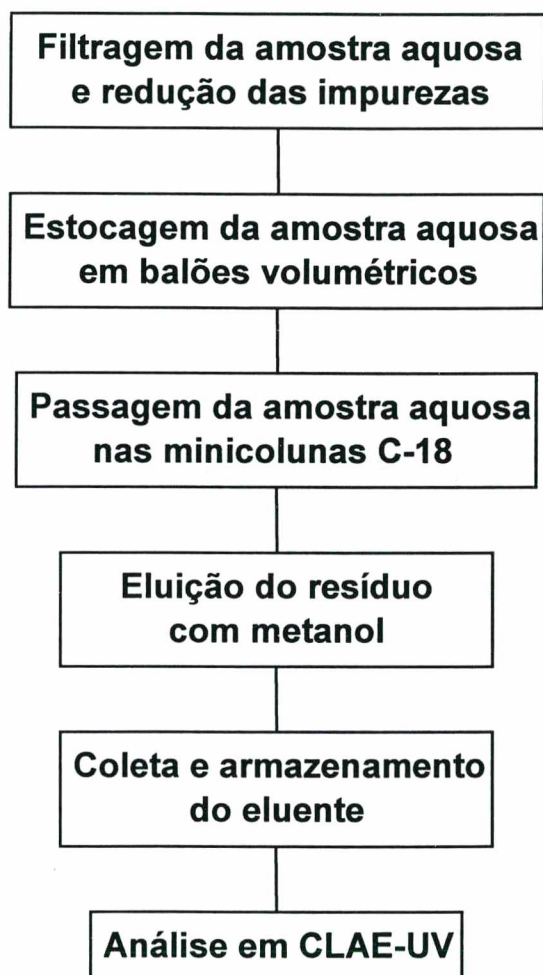 Filtragem da amostra aquosa
e redução das impurezas
Estocagem da amostra aquosa
em balões volumétricos
Passagem da amostra aquosa
nas minicolunas C-18
Eluição do resíduo
com metanol
Coleta e armazenamento
do eluente
Análise em CLAE-UV